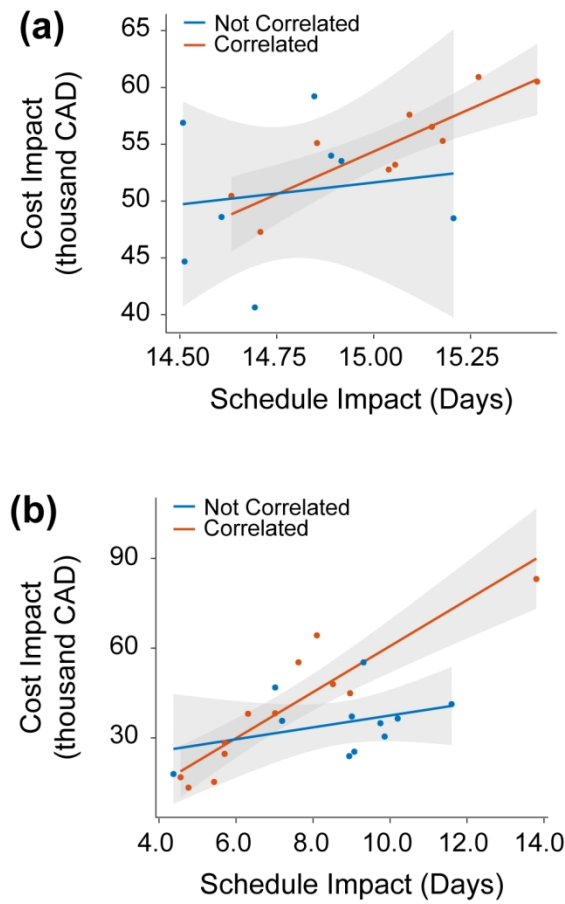 (a)
Not Correlated
Correlated
Cost Impact
(thousand CAD)
65
60
55
50
45
40
14.50 14.75 15.00 15.25
Schedule Impact (Days)
(b)
Not Correlated
Correlated
Cost Impact
(thousand CAD)
90
60
30
4.0 6.0 8.0 10.0 12.0 14.0
Schedule Impact (Days)